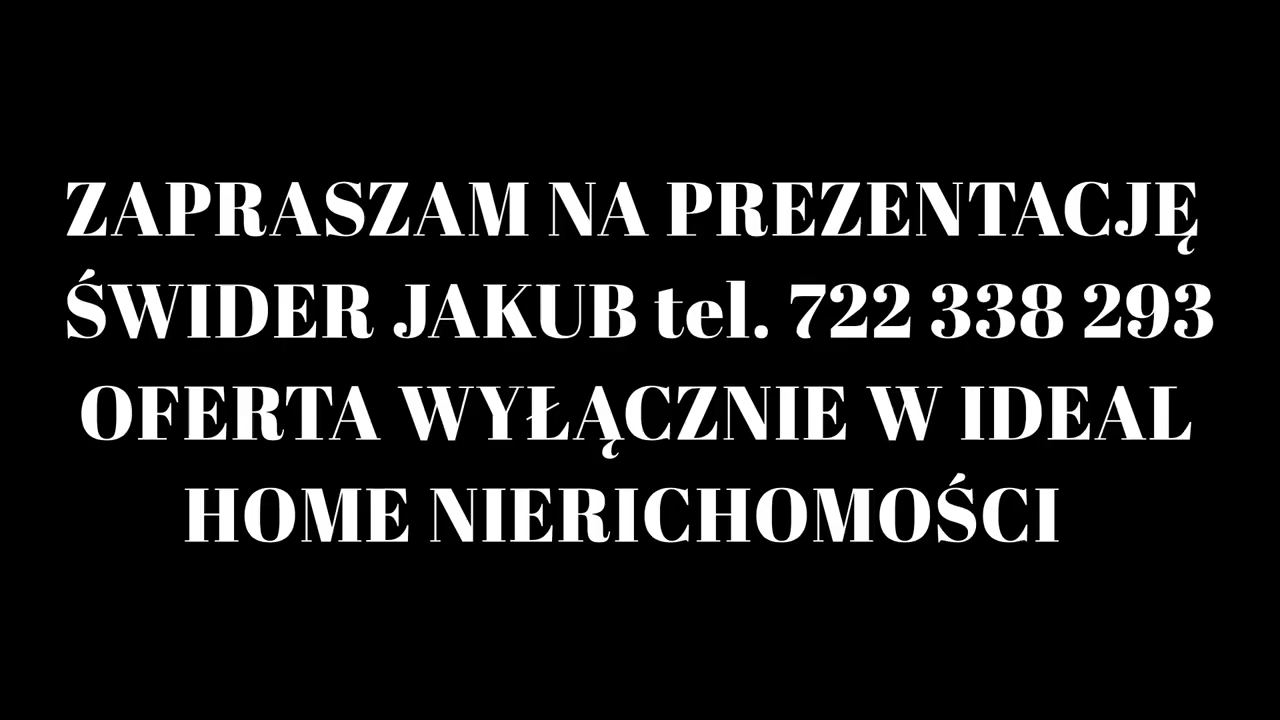 ZAPRASZAM NA PREZENTACJĘ
ŚWIDER JAKUB tel. 722 338 293
OFERTA WYŁĄCZNIE W IDEAL
HOME NIERICHOMOŚCI